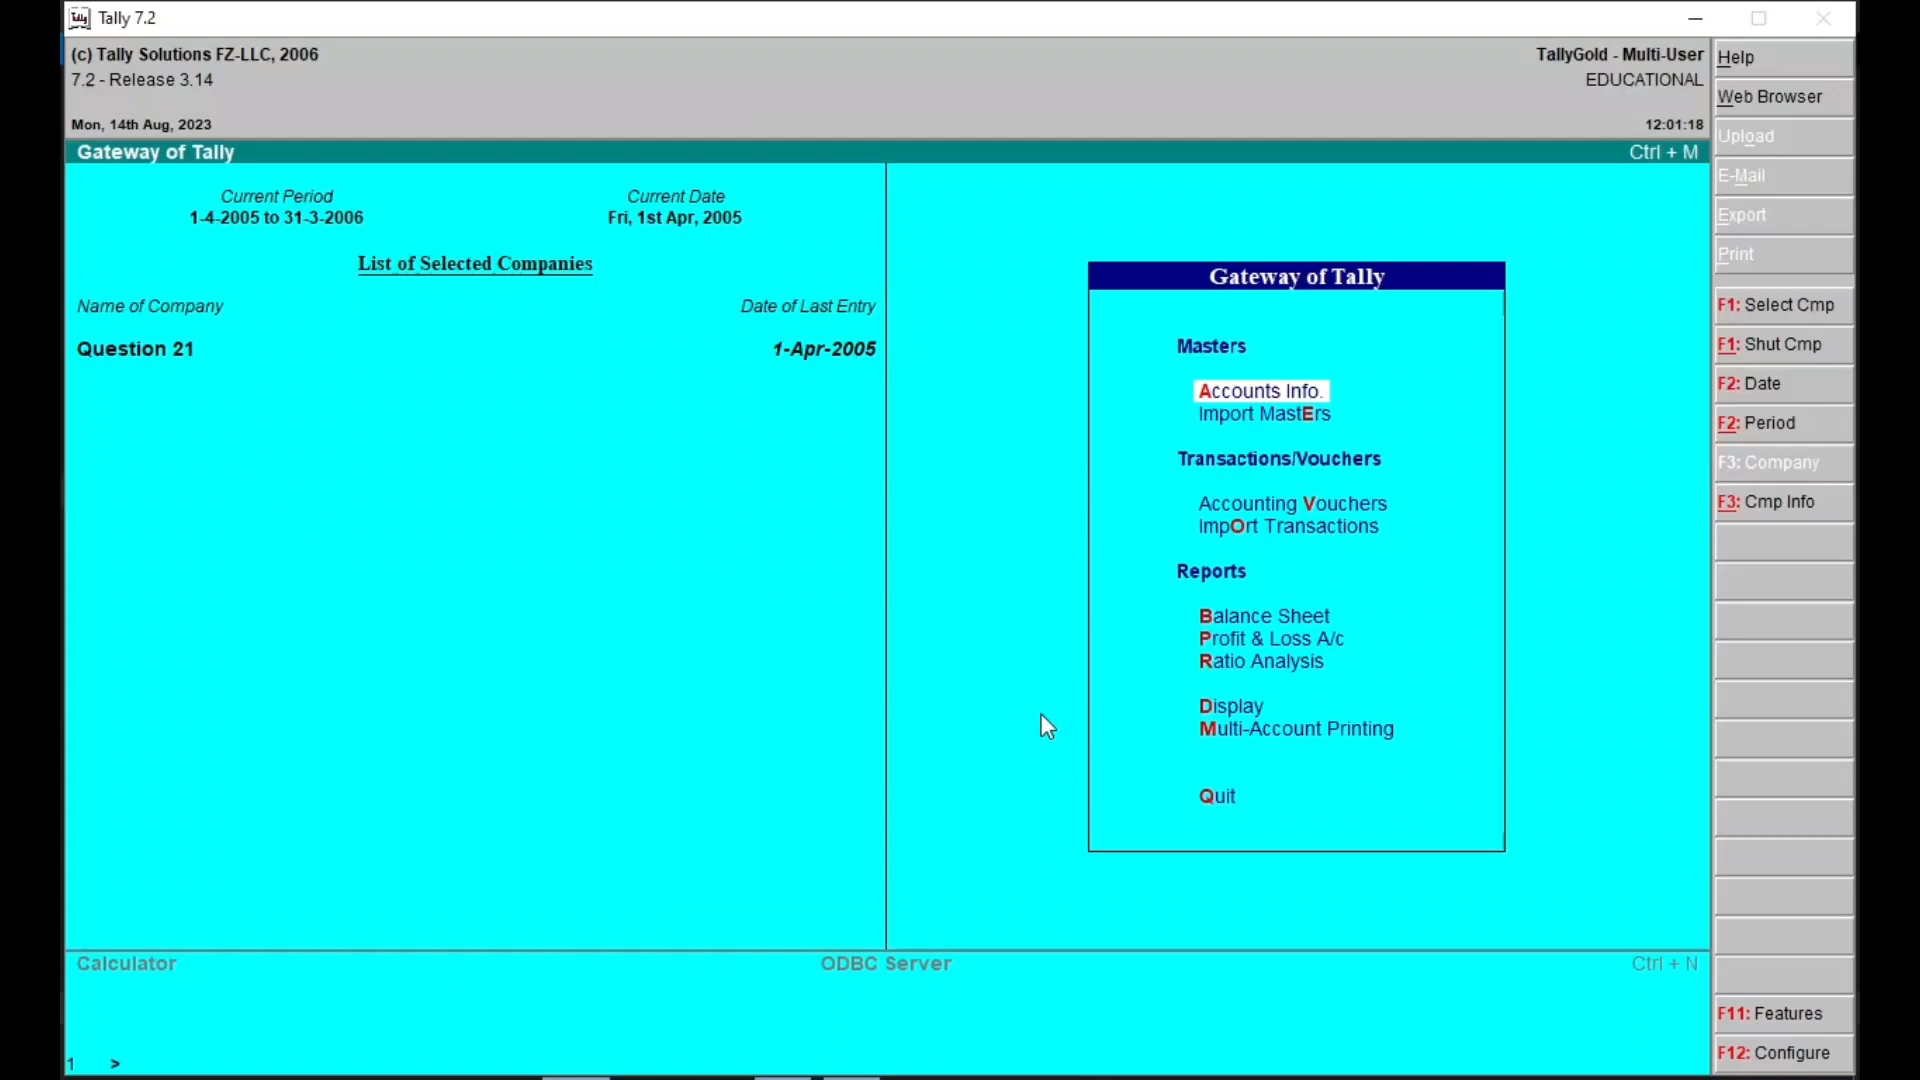 Tally 7.2
(c) Tally Solutions FZ-LLC, 2006
TallyGold - Multi-User
7.2 - Release 3.14
EDUCATIONAL
Mon, 14th Aug, 2023
12:01:18
Gateway of Tally
Ctrl + M
Current Period
Current Date
1-4-2005 to 31-3-2006
Fri, 1st Apr, 2005
List of Selected Companies
Name of Company
Date of Last Entry
Question 21
1-Apr-2005
Gateway of Tally
Masters
Accounts Info.
Import MastErs
Transactions/Vouchers
Accounting Vouchers
ImpOrt Transactions
Reports
Balance Sheet
Profit & Loss A/c
Ratio Analysis
Display
Multi-Account Printing
Quit
Help
Web Browser
Upload
E-Mail
Export
Print
F1: Select Cmp
F1: Shut Cmp
F2: Date
F2: Period
F3: Company
F3: Cmp Info
F11: Features
F12: Configure
Calculator
ODBC Server
Ctrl + N
1 >